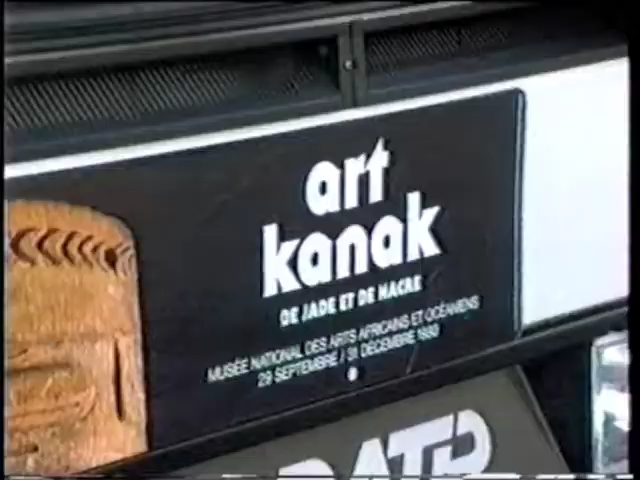 art
kanak
DE JADE ET DE NACRE
MUSÉE NATIONAL DES ARTS AFRICAINS ET OCÉANIENS
29 SEPTEMBRE / 31 DÉCEMBRE 1990
RATP